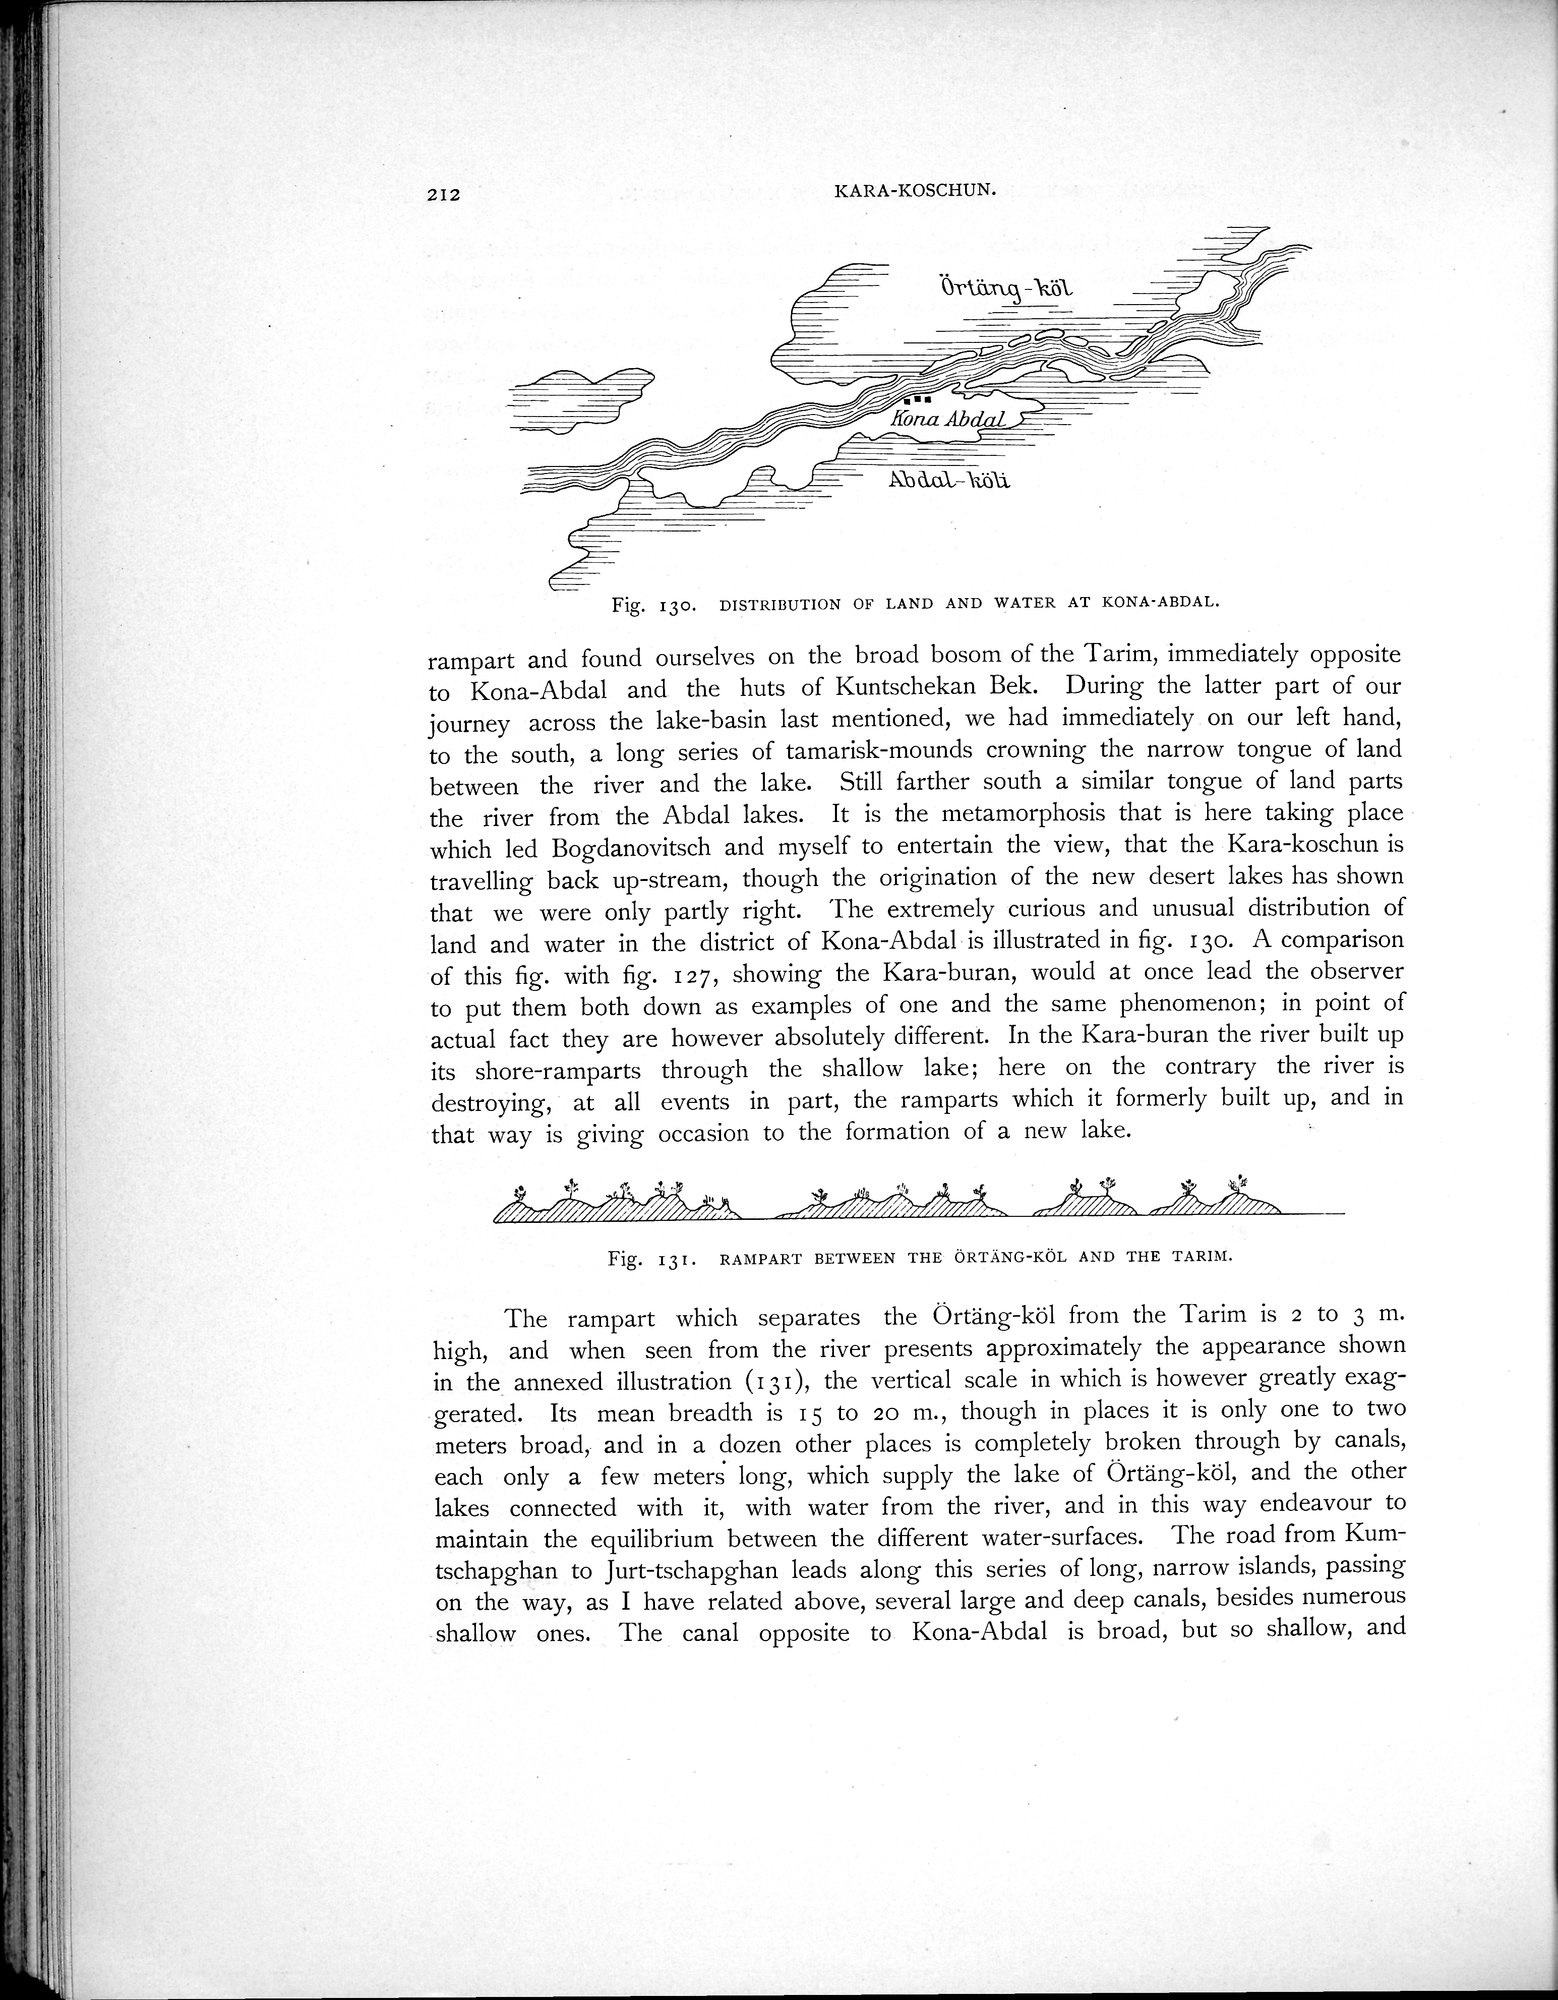 212
KARA-KOSCHUN.
Örtäng-köl
Kona Abdal
Abdal-köli
Fig. 130. DISTRIBUTION OF LAND AND WATER AT KONA-ABDAL.
rampart and found ourselves on the broad bosom of the Tarim, immediately opposite
to Kona-Abdal and the huts of Kuntschekan Bek. During the latter part of our
journey across the lake-basin last mentioned, we had immediately on our left hand,
to the south, a long series of tamarisk-mounds crowning the narrow tongue of land
between the river and the lake. Still farther south a similar tongue of land parts
the river from the Abdal lakes. It is the metamorphosis that is here taking place
which led Bogdanovitsch and myself to entertain the view, that the Kara-koschun is
travelling back up-stream, though the origination of the new desert lakes has shown
that we were only partly right. The extremely curious and unusual distribution of
land and water in the district of Kona-Abdal is illustrated in fig. 130. A comparison
of this fig. with fig. 127, showing the Kara-buran, would at once lead the observer
to put them both down as examples of one and the same phenomenon; in point of
actual fact they are however absolutely different. In the Kara-buran the river built up
its shore-ramparts through the shallow lake; here on the contrary the river is
destroying, at all events in part, the ramparts which it formerly built up, and in
that way is giving occasion to the formation of a new lake.
Fig. 131. RAMPART BETWEEN THE ÖRTÄNG-KÖL AND THE TARIM.
The rampart which separates the Örtäng-köl from the Tarim is 2 to 3 m.
high, and when seen from the river presents approximately the appearance shown
in the annexed illustration (131), the vertical scale in which is however greatly exag-
gerated. Its mean breadth is 15 to 20 m., though in places it is only one to two
meters broad, and in a dozen other places is completely broken through by canals,
each only a few meters long, which supply the lake of Örtäng-köl, and the other
lakes connected with it, with water from the river, and in this way endeavour to
maintain the equilibrium between the different water-surfaces. The road from Kum-
tschapghan to Jurt-tschapghan leads along this series of long, narrow islands, passing
on the way, as I have related above, several large and deep canals, besides numerous
shallow ones. The canal opposite to Kona-Abdal is broad, but so shallow, and